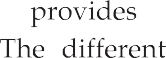 provides
The different